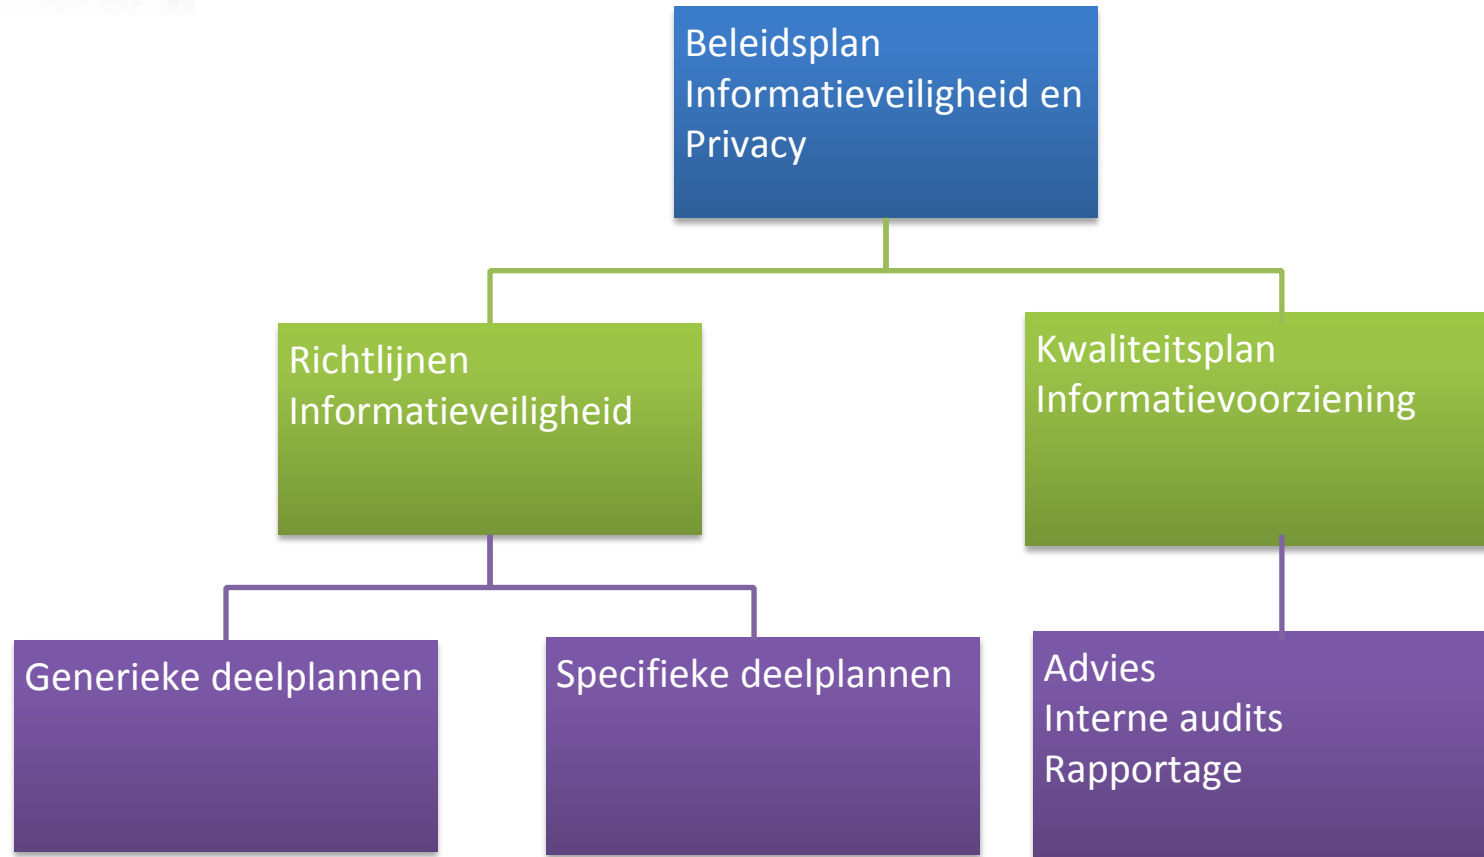 Beleidsplan
Informatieveiligheid en
Privacy
Richtlijnen
Informatieveiligheid
Kwaliteitsplan
Informatievoorziening
Generieke deelplannen
Specifieke deelplannen
Advies
Interne audits
Rapportage